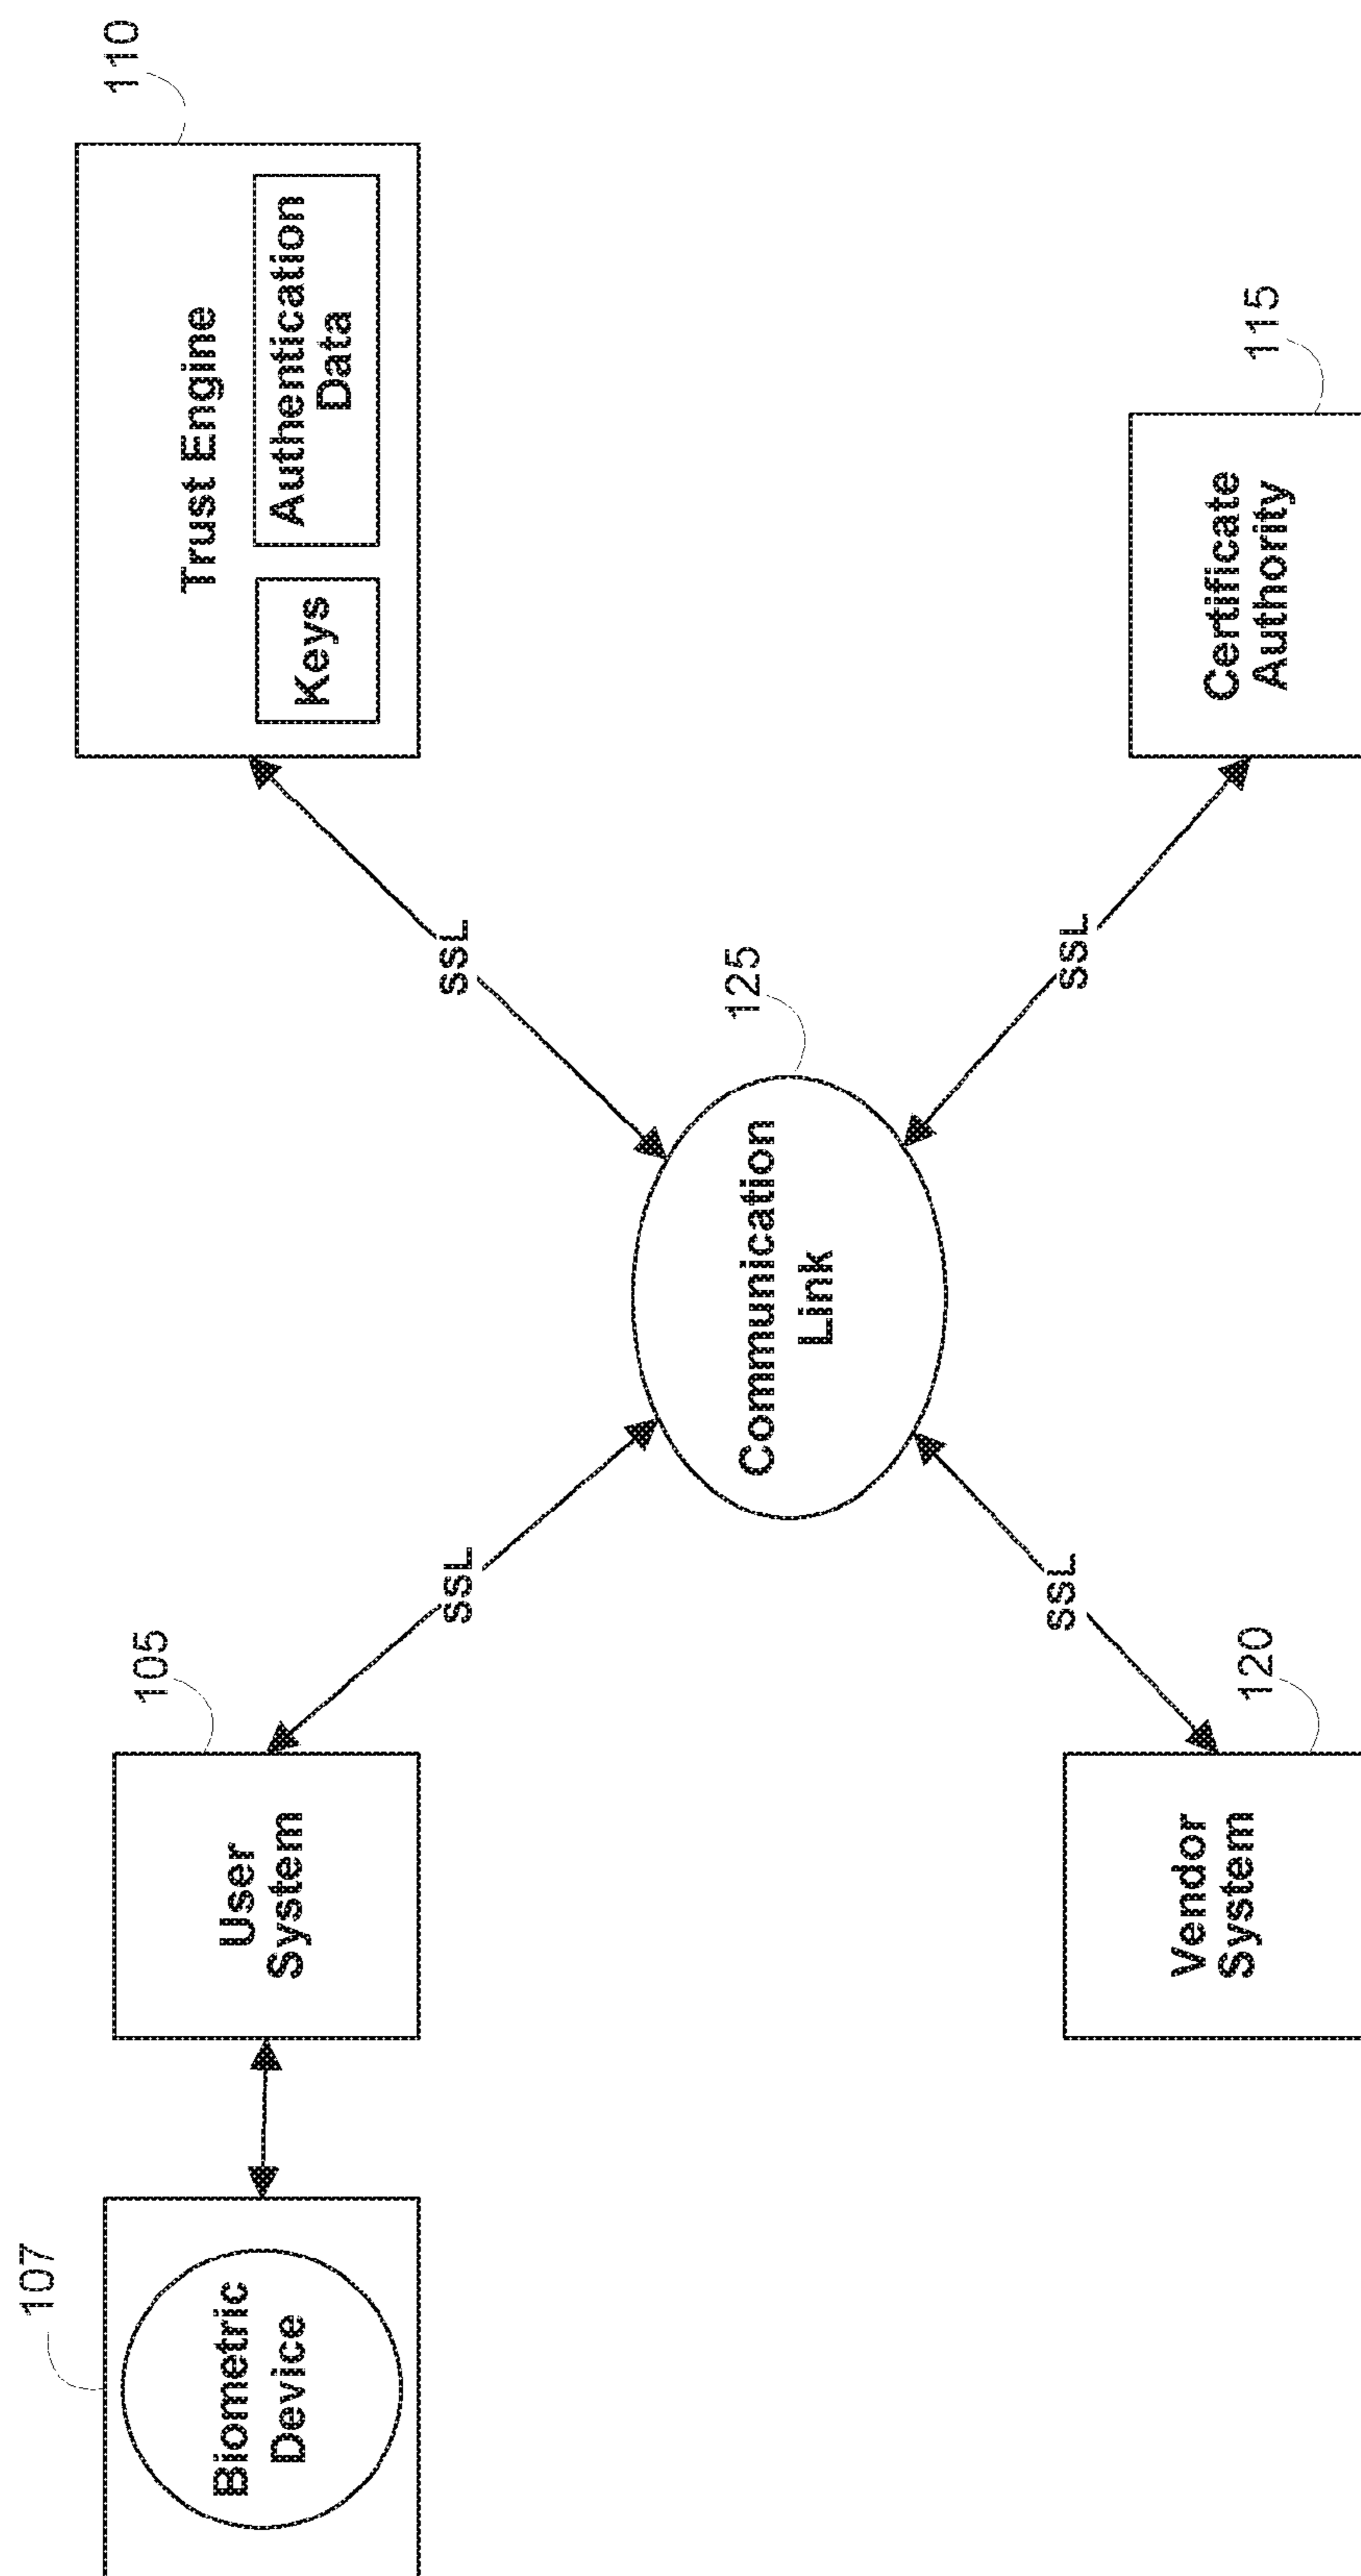 107
Biometric
Device
105
User
System
SSL
110
Trust Engine
Keys
Authentication
Data
SSL
125
Communication
Link
120
Vendor
System
SSL
115
Certificate
Authority
SSL